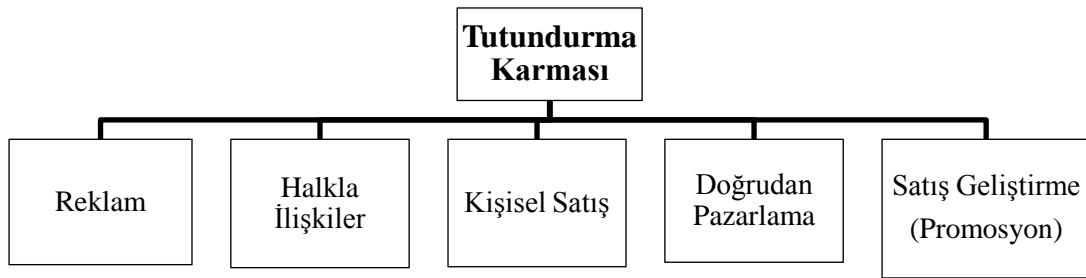 Tutundurma
Karması
Reklam
Halkla
İlişkiler
Kişisel Satış
Doğrudan
Pazarlama
Satış Geliştirme
(Promosyon)